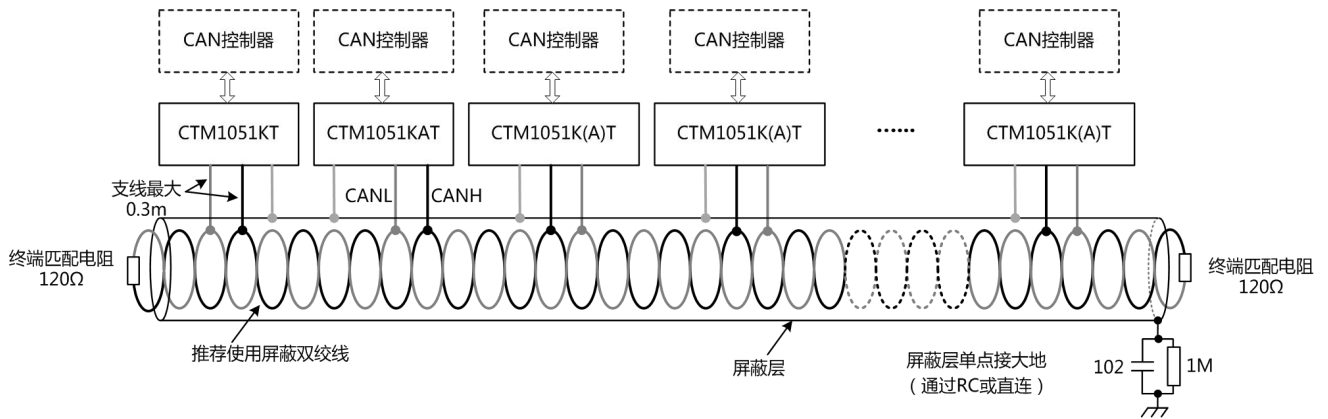 CAN控制器
CAN控制器
CAN控制器
CAN控制器
CAN控制器
CTM1051KT
CTM1051KAT
CTM1051K(A)T
CTM1051K(A)T
······
CTM1051K(A)T
支线最大
0.3m
CANL
CANH
终端匹配电阻
120Ω
终端匹配电阻
120Ω
推荐使用屏蔽双绞线
屏蔽层
屏蔽层单点接大地
（通过RC或直连）
102
1M